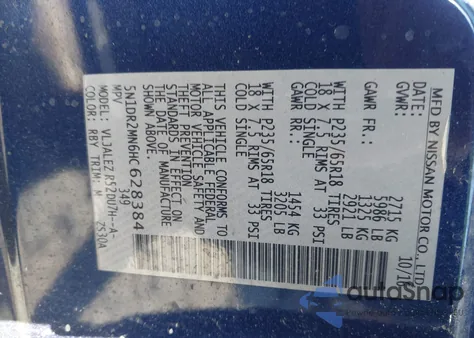 MFD BY NISSAN MOTOR CO., LTD.
DATE: 10/16
GVWR: 2715 KG
5986 LB
GAWR FR: 1325 KG
2921 LB
WITH P235/65R18 TIRES
18 X 7.5 RIMS AT 33 PSI
COLD SINGLE
GAWR RR: 1454 KG
3205 LB
WITH P235/65R18 TIRES
18 X 7.5 RIMS AT 33 PSI
COLD SINGLE
THIS VEHICLE CONFORMS TO
ALL APPLICABLE FEDERAL
MOTOR VEHICLE SAFETY AND
THEFT PREVENTION
STANDARDS IN EFFECT ON
THE DATE OF MANUFACTURE
SHOWN ABOVE.
5N1DR2MN6HC628384
MPV 349
MODEL: VLJALEZ
COLOR: RBY TRIM: M 7530A
autosnap